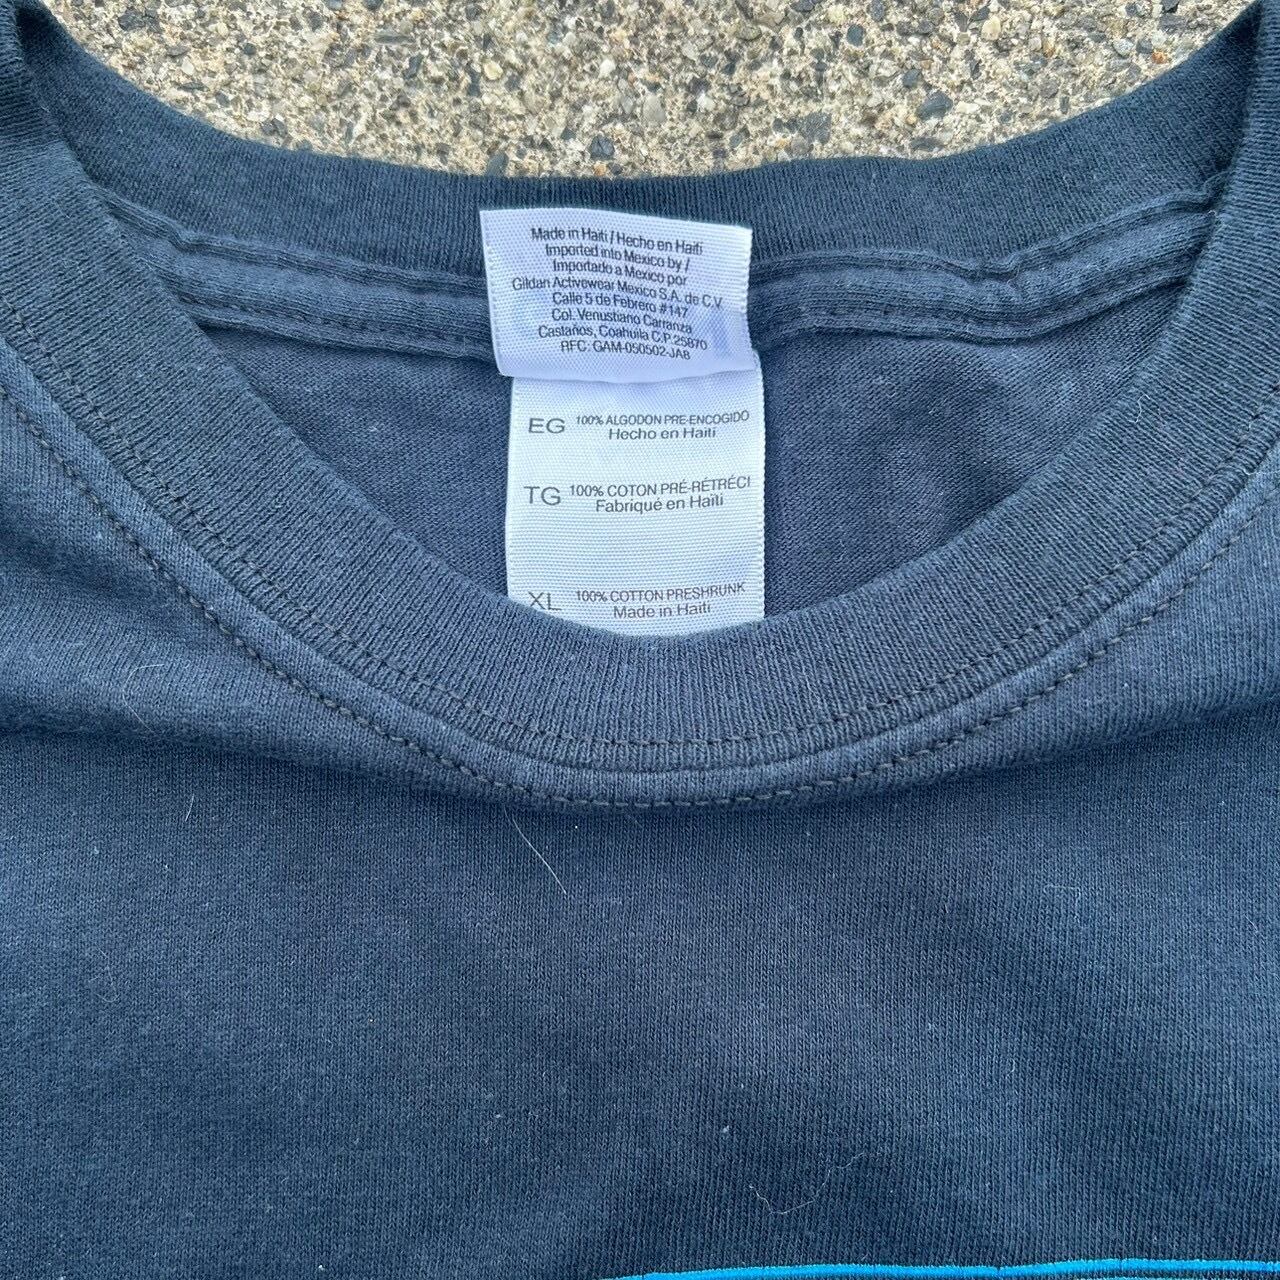 Made in Haiti / Hecho en Haití
Imported into Mexico by /
Importado a Mexico por
Gildan Activewear Mexico S.A. de C.V
Calle 5 de Febrero #147
Col. Venustiano Carranza
Castaños, Coahuila C.P.25870
RFC: GAM-050502-JA8
EG 100% ALGODON PRE-ENCOGIDO
Hecho en Haití
TG 100% COTON PRÉ-RÉTRÉCI
Fabriqué en Haïti
XL 100% COTTON PRESHRUNK
Made in Haiti